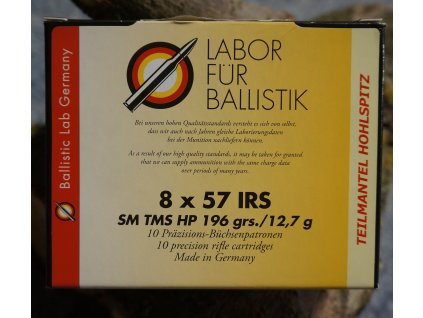 Ballistic Lab Germany
LABOR
FÜR
BALLISTIK
Bei unseren hohen Qualitätsstandards versteht es sich von selbst,
dass wir auch nach Jahren gleiche Laborierungsdaten
bei der Munition nachliefern können.
As a result of our high quality standards, it may be taken for granted
that we can supply ammunition with the same charge data
over periods of many years.
8 x 57 IRS
SM TMS HP 196 grs./12,7 g
10 Präzisions-Büchsenpatronen
10 precision rifle cartridges
Made in Germany
TEILMANTEL HOHLSPITZ